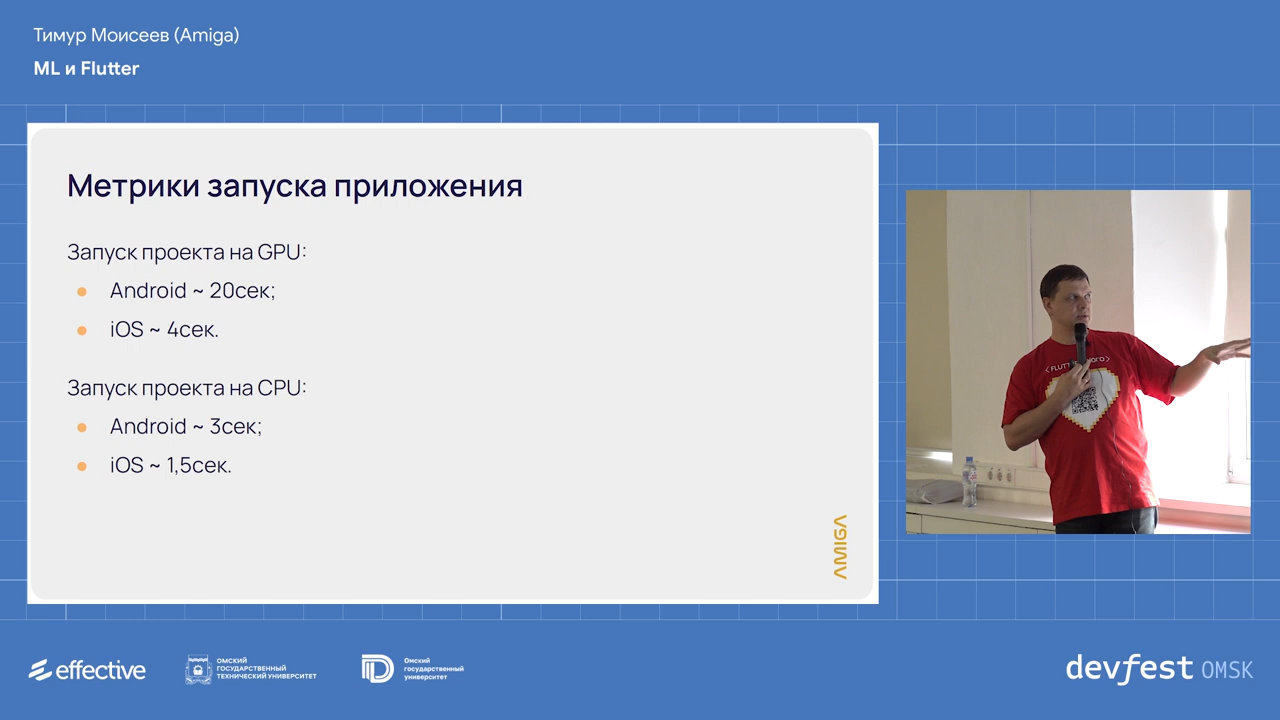 Тимур Моисеев (Amiga)
ML и Flutter
Метрики запуска приложения
Запуск проекта на GPU:
Android ~ 20сек;
iOS ~ 4сек.
Запуск проекта на CPU:
Android ~ 3сек;
iOS ~ 1,5сек.
AMIGA
effective
ОМСКИЙ
ГОСУДАРСТВЕННЫЙ
ТЕХНИЧЕСКИЙ УНИВЕРСИТЕТ
Омский
государственный
университет
devfest OMSK